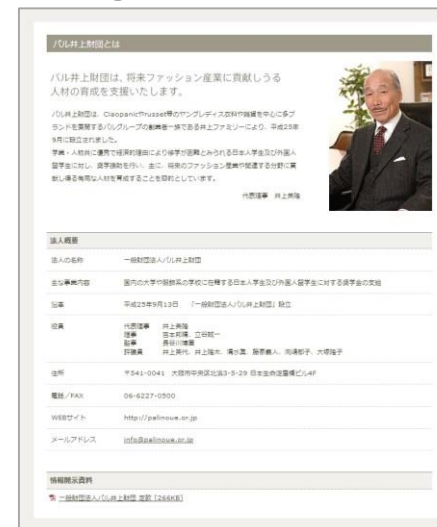 パル井上財団とは
パル井上財団は、将来ファッション産業に貢献しうる
人材の育成を支援いたします。
パル井上財団は、Ciaopanicやrusset等のヤングレディス衣料や雑貨を中心に多ブ
ランドを展開するパルグループの創業者一族である井上ファミリーにより、平成25年
9月に設立されました。
学業・人物共に優秀で経済的理由により修学が困難とみられる日本人学生及び外国人
留学生に対し、奨学援助を行い、主に、将来のファッション産業や関連する分野に貢
献し得る有用な人材を育成することを目的としています。
代表理事 井上英隆
法人概要
法人の名称 一般財団法人パル井上財団
主な事業内容 国内の大学や服飾系の学校に在籍する日本人学生及び外国人留学生に対する奨学金の支給
沿革 平成25年9月13日 「一般財団法人パル井上財団」設立
役員 代表理事 井上英隆
理事 立谷誠一
監事
評議員 井上英代、井上隆太
住所 〒541-0041 大阪市中央区北浜3-5-29 日本生命淀屋橋ビル4F
電話/FAX 06-6227-0500
WEBサイト http://palinoue.or.jp
メールアドレス info@palinoue.or.jp
情報開示資料
一般財団法人パル井上財団 定款 [266KB]